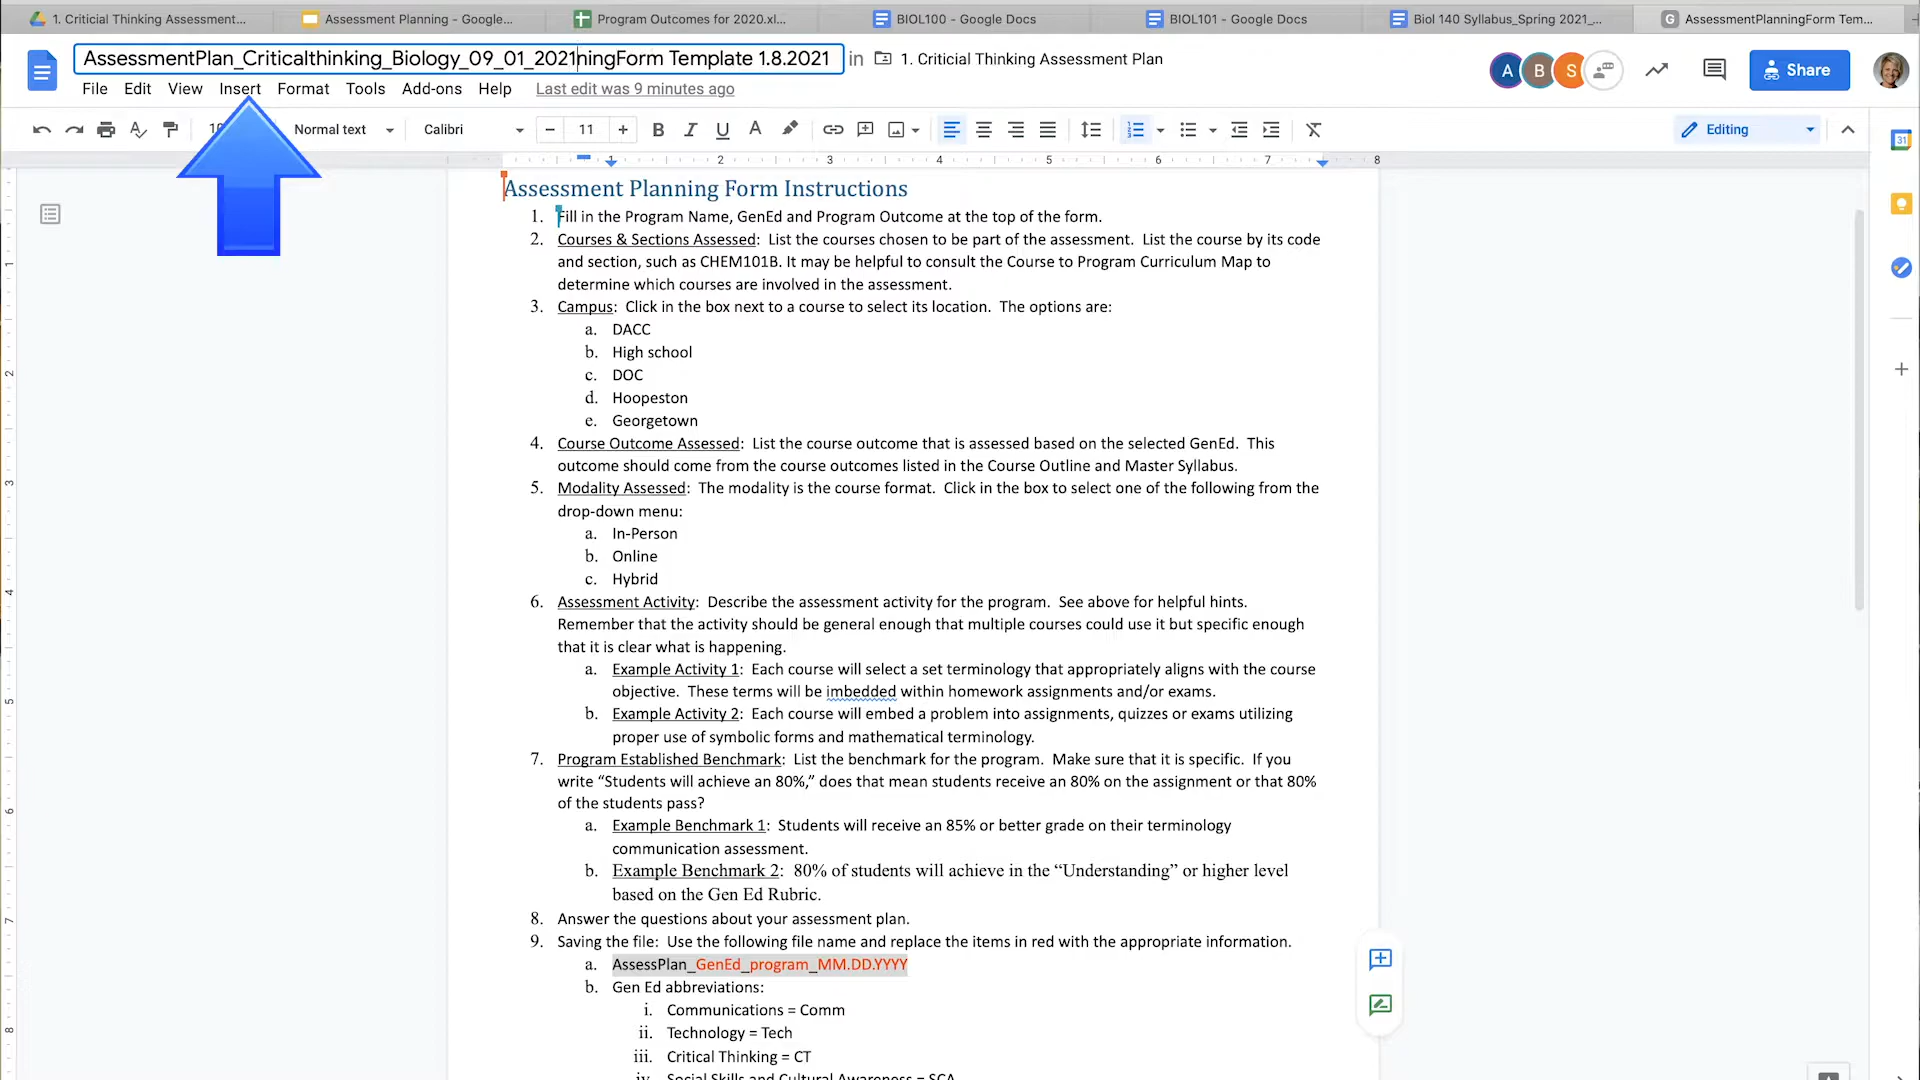 1. Critical Thinking Assessment...
Assessment Planning - Google...
Program Outcomes for 2020.xl...
BIOL100 - Google Docs
BIOL101 - Google Docs
Biol 140 Syllabus_Spring 2021_...
G AssessmentPlanningForm Tem...
AssessmentPlan_Criticalthinking_Biology_09_01_2021ningForm Template 1.8.2021 in 1. Criticial Thinking Assessment Plan
A B S
Share
File Edit View Insert Format Tools Add-ons Help Last edit was 9 minutes ago
Normal text Calibri 11 B I U A Editing
31
1 2 3 4 5 6 7 8
Assessment Planning Form Instructions
1. Fill in the Program Name, GenEd and Program Outcome at the top of the form.
2. Courses & Sections Assessed: List the courses chosen to be part of the assessment. List the course by its code
and section, such as CHEM101B. It may be helpful to consult the Course to Program Curriculum Map to
determine which courses are involved in the assessment.
3. Campus: Click in the box next to a course to select its location. The options are:
a. DACC
b. High school
c. DOC
d. Hoopeston
e. Georgetown
4. Course Outcome Assessed: List the course outcome that is assessed based on the selected GenEd. This
outcome should come from the course outcomes listed in the Course Outline and Master Syllabus.
5. Modality Assessed: The modality is the course format. Click in the box to select one of the following from the
drop-down menu:
a. In-Person
b. Online
c. Hybrid
6. Assessment Activity: Describe the assessment activity for the program. See above for helpful hints.
Remember that the activity should be general enough that multiple courses could use it but specific enough
that it is clear what is happening.
a. Example Activity 1: Each course will select a set terminology that appropriately aligns with the course
objective. These terms will be imbedded within homework assignments and/or exams.
b. Example Activity 2: Each course will embed a problem into assignments, quizzes or exams utilizing
proper use of symbolic forms and mathematical terminology.
7. Program Established Benchmark: List the benchmark for the program. Make sure that it is specific. If you
write “Students will achieve an 80%,” does that mean students receive an 80% on the assignment or that 80%
of the students pass?
a. Example Benchmark 1: Students will receive an 85% or better grade on their terminology
communication assessment.
b. Example Benchmark 2: 80% of students will achieve in the “Understanding” or higher level
based on the Gen Ed Rubric.
8. Answer the questions about your assessment plan.
9. Saving the file: Use the following file name and replace the items in red with the appropriate information.
a. AssessPlan_GenEd_program_MM.DD.YYYY
b. Gen Ed abbreviations:
i. Communications = Comm
ii. Technology = Tech
iii. Critical Thinking = CT
iv. Social Skills and Cultural Awareness = SCA
1
2
3
4
5
6
7
8